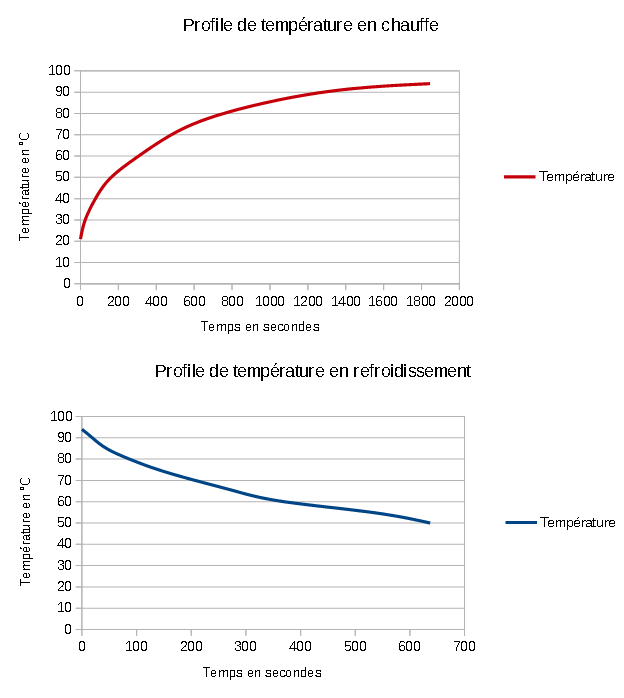 Profile de température en chauffe
100
90
80
70
60
50
40
30
20
10
0
Température en °C
0 200 400 600 800 1000 1200 1400 1600 1800 2000
Temps en secondes
Température
Profile de température en refroidissement
100
90
80
70
60
50
40
30
20
10
0
Température en °C
0 100 200 300 400 500 600 700
Temps en secondes
Température